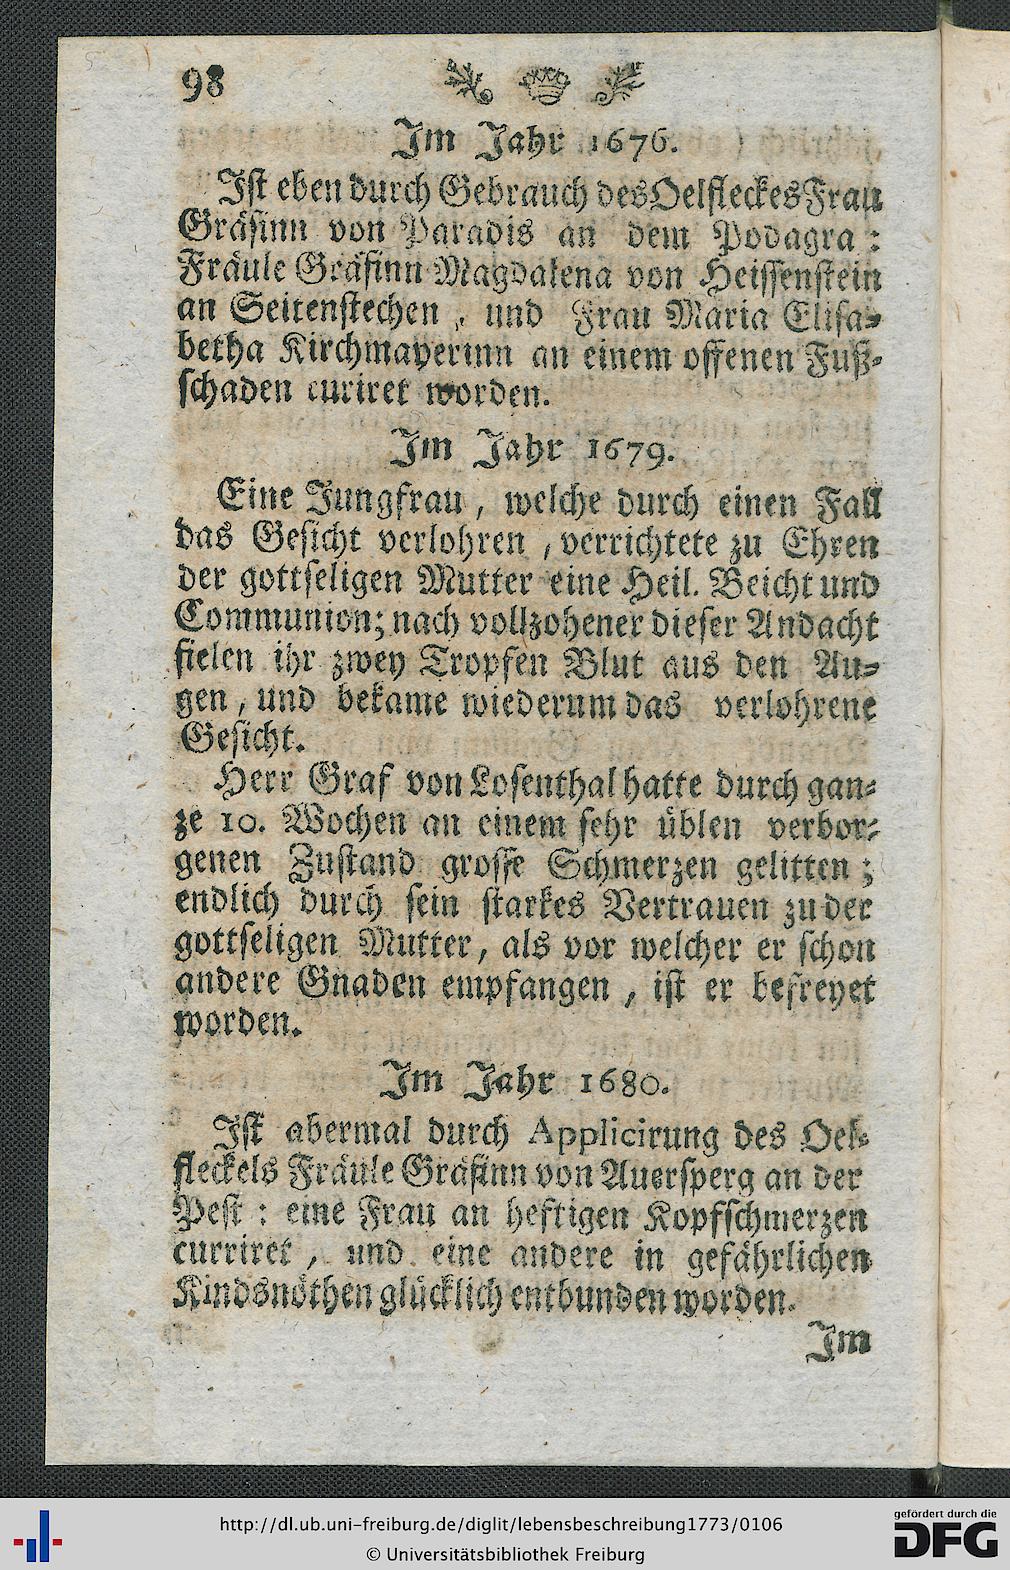 98
Im Jahr 1676.
Ist eben durch Gebrauch des Oelfleckes Frau
Gräfinn von Paradis an dem Podagra :
Fräule Gräfinn Magdalena von Heissenstein
an Seitenstechen , und Frau Maria Elisa-
betha Kirchmayerinn an einem offenen Fuß-
schaden curiret worden.
Im Jahr 1679.
Eine Jungfrau , welche durch einen Fall
das Gesicht verlohren , verrichtete zu Ehren
der gottseligen Mutter eine Heil. Beicht und
Communion; nach vollzohener dieser Andacht
fielen ihr zwey Tropfen Blut aus den Au-
gen , und bekame wiederum das verlohrene
Gesicht.
Herr Graf von Losenthal hatte durch gan-
ze 10. Wochen an einem sehr üblen verbor-
genen Zustand grosse Schmerzen gelitten ;
endlich durch sein starkes Vertrauen zu der
gottseligen Mutter, als vor welcher er schon
andere Gnaden empfangen , ist er befreyet
worden.
Im Jahr 1680.
Ist abermal durch Applicirung des Oel-
fleckels Fräule Gräfinn von Auersperg an der
Pest : eine Frau an heftigen Kopfschmerzen
curriret , und eine andere in gefährlichen
Kindsnöthen glücklich entbunden worden.
Im
http://dl.ub.uni-freiburg.de/diglit/lebensbeschreibung1773/0106
© Universitätsbibliothek Freiburg
gefördert durch die
DFG